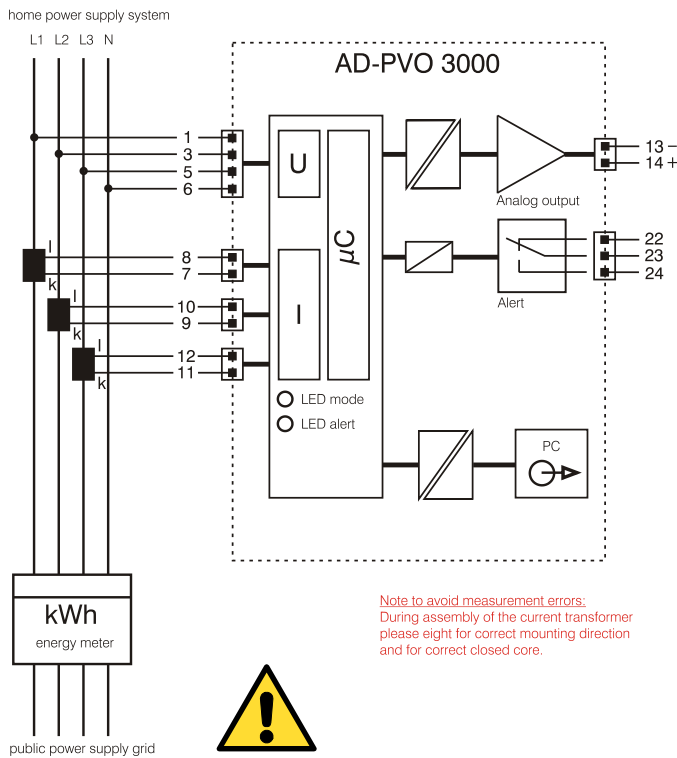 home power supply system
L1 L2 L3 N
AD-PVO 3000
1
3
5
6
U
µC
13 –
14 +
Analog output
l
8
7
k
22
23
24
Alert
l
10
9
k
I
l
12
11
k
LED mode
LED alert
PC
kWh
energy meter
Note to avoid measurement errors:
During assembly of the current transformer
please eight for correct mounting direction
and for correct closed core.
!
public power supply grid